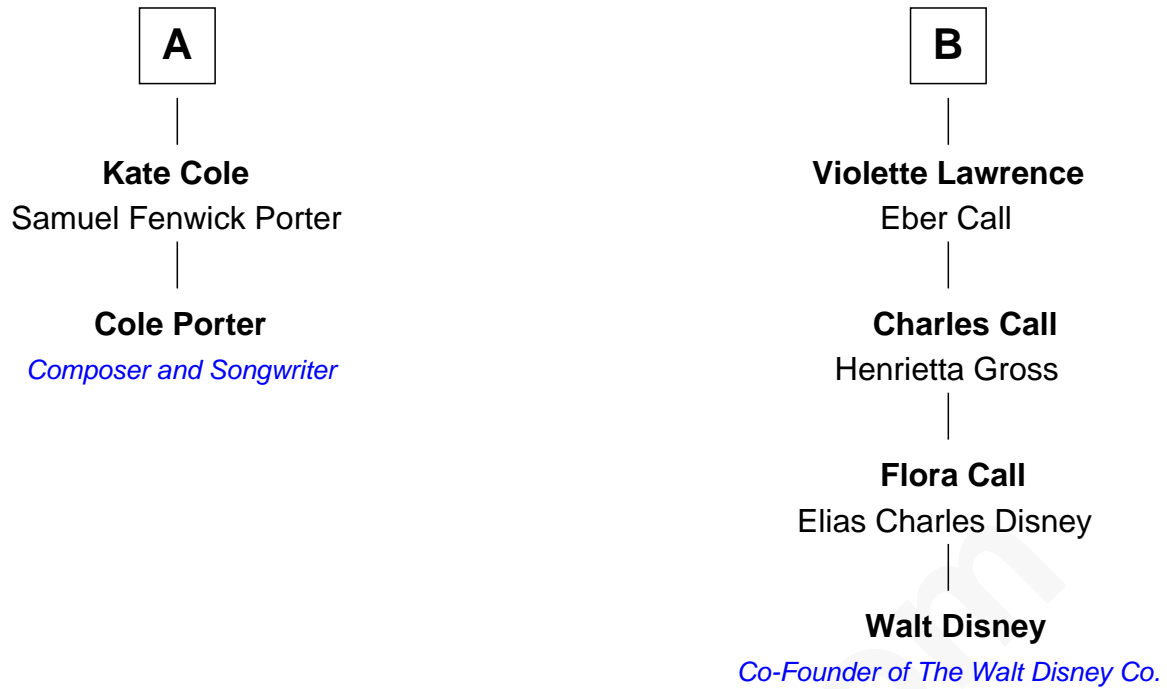 A
Kate Cole
Samuel Fenwick Porter
Cole Porter
Composer and Songwriter
B
Violette Lawrence
Eber Call
Charles Call
Henrietta Gross
Flora Call
Elias Charles Disney
Walt Disney
Co-Founder of The Walt Disney Co.